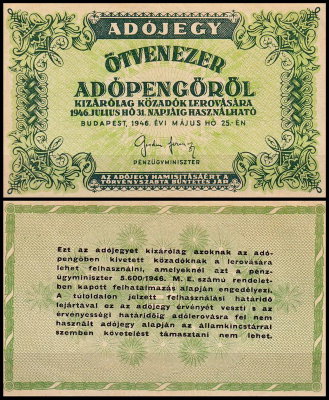 ADÓJEGY
ÖTVENEZER
ADÓPENGŐRŐL
KIZÁRÓLAG KÖZADÓK LEROVÁSÁRA
1946. JULIUS HÓ 31. NAPJÁIG HASZNÁLHATÓ
BUDAPEST, 1946. ÉVI MÁJUS HÓ 25.-ÉN
PÉNZÜGYMINISZTER
AZ ADÓJEGY HAMISÍTÁSÁÉRT A
TÖRVÉNYSZABTA BÜNTETÉS JÁR
Ezt az adójegyet kizárólag azoknak az adó-
pengőben kivetett közadóknak a lerovására
lehet felhasználni, amelyeknél azt a pénz-
ügyminiszter 5.600/1946. M. E. számú rendelet-
ben kapott felhatalmazás alapján engedélyezi.
A túloldalon jelzett felhasználási határidő
lejártával ez az adójegy érvényét veszti s az
érvényességi határidőig adólerovásra fel nem
használt adójegy alapján az államkincstárral
szemben követelést támasztani nem lehet.